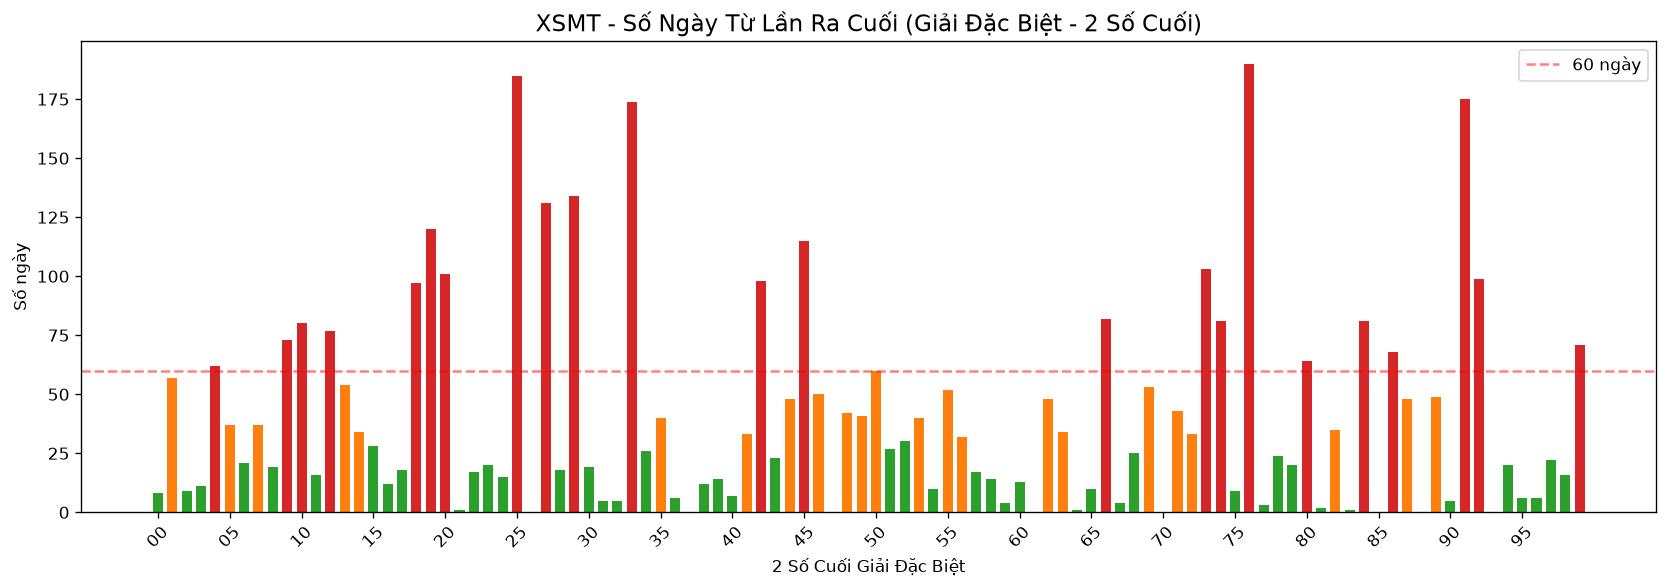 XSMT - Số Ngày Từ Lần Ra Cuối (Giải Đặc Biệt - 2 Số Cuối)
60 ngày
Số ngày
175
150
125
100
75
50
25
0
00 05 10 15 20 25 30 35 40 45 50 55 60 65 70 75 80 85 90 95
2 Số Cuối Giải Đặc Biệt